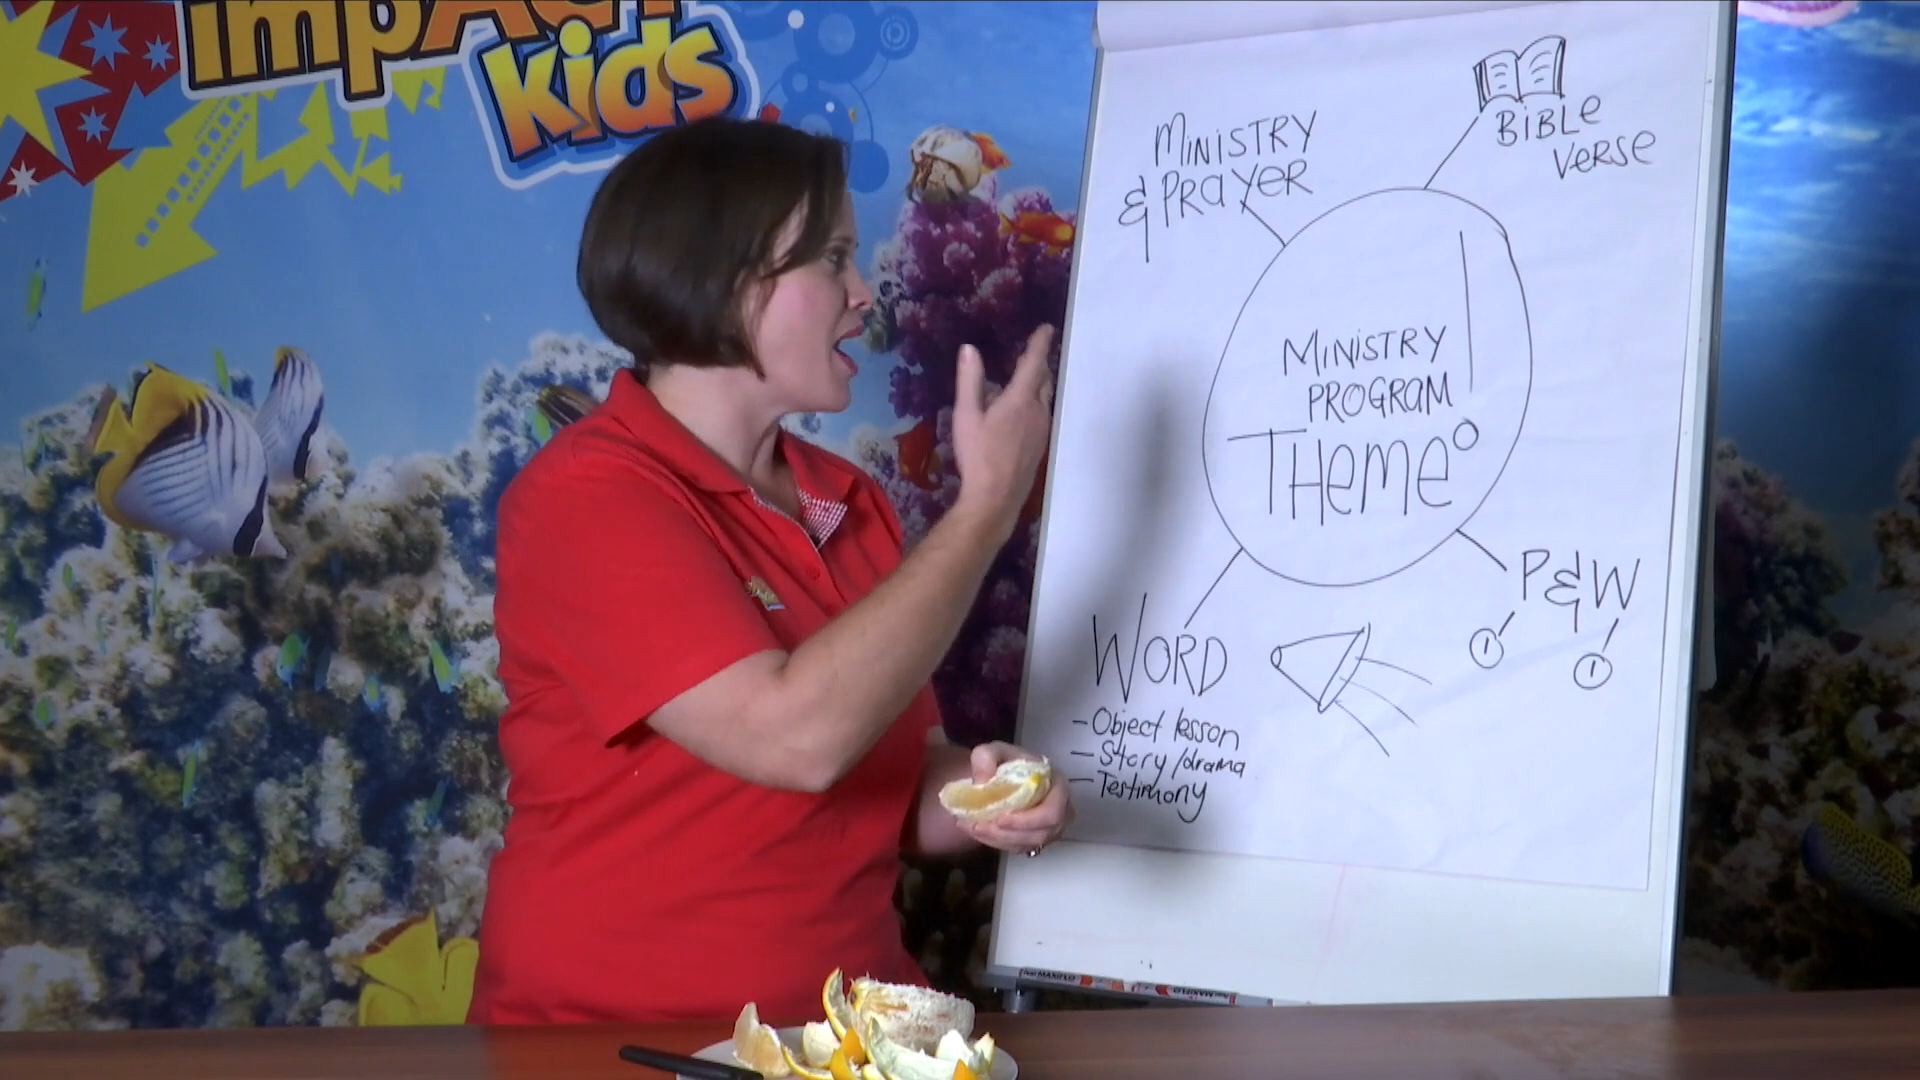 impACT
kids
MINISTRY
& PRAYER
BIBLE
VERSE
MINISTRY
PROGRAM
THEME
P&W
WORD
- Object lesson
- Story/drama
- Testimony